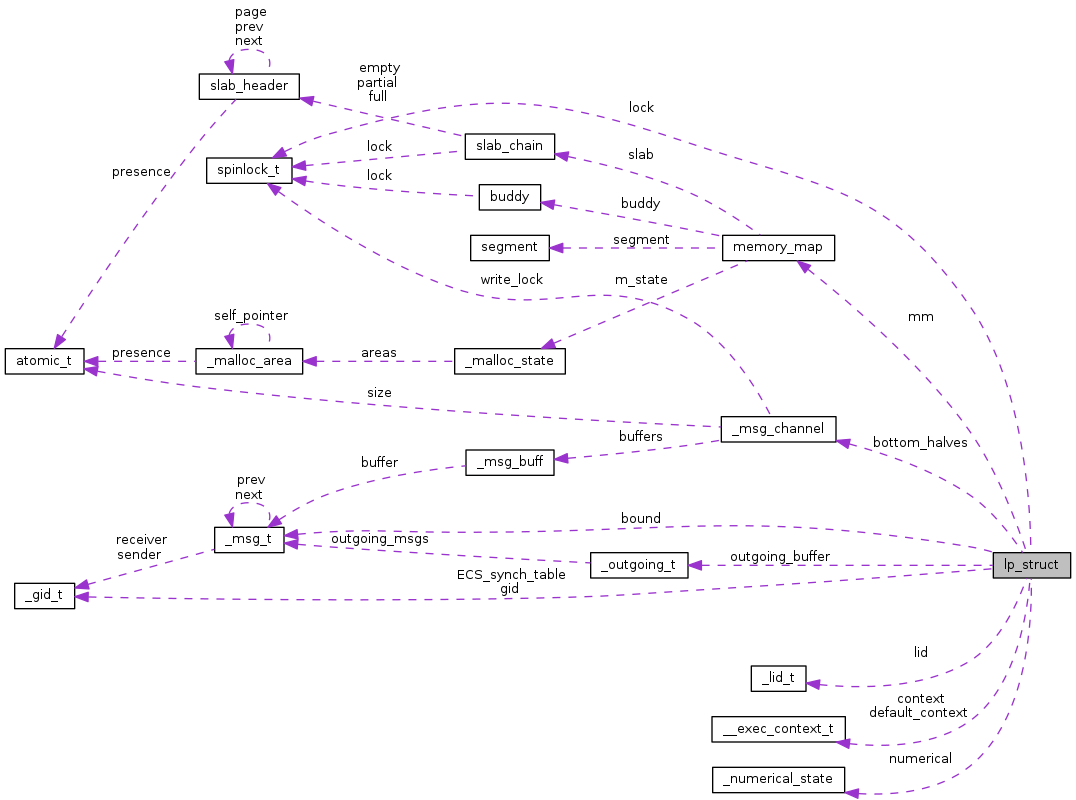 page
prev
next
slab_header
empty
partial
full
lock
slab_chain
lock
slab
presence
spinlock_t
lock
buddy
buddy
segment
segment
memory_map
write_lock
m_state
mm
self_pointer
atomic_t
presence
_malloc_area
areas
_malloc_state
size
_msg_channel
buffers
bottom_halves
buffer
_msg_buff
prev
next
bound
receiver
sender
_msg_t
outgoing_msgs
outgoing_buffer
_outgoing_t
lp_struct
ECS_synch_table
gid
_gid_t
lid
_lid_t
context
default_context
__exec_context_t
numerical
_numerical_state